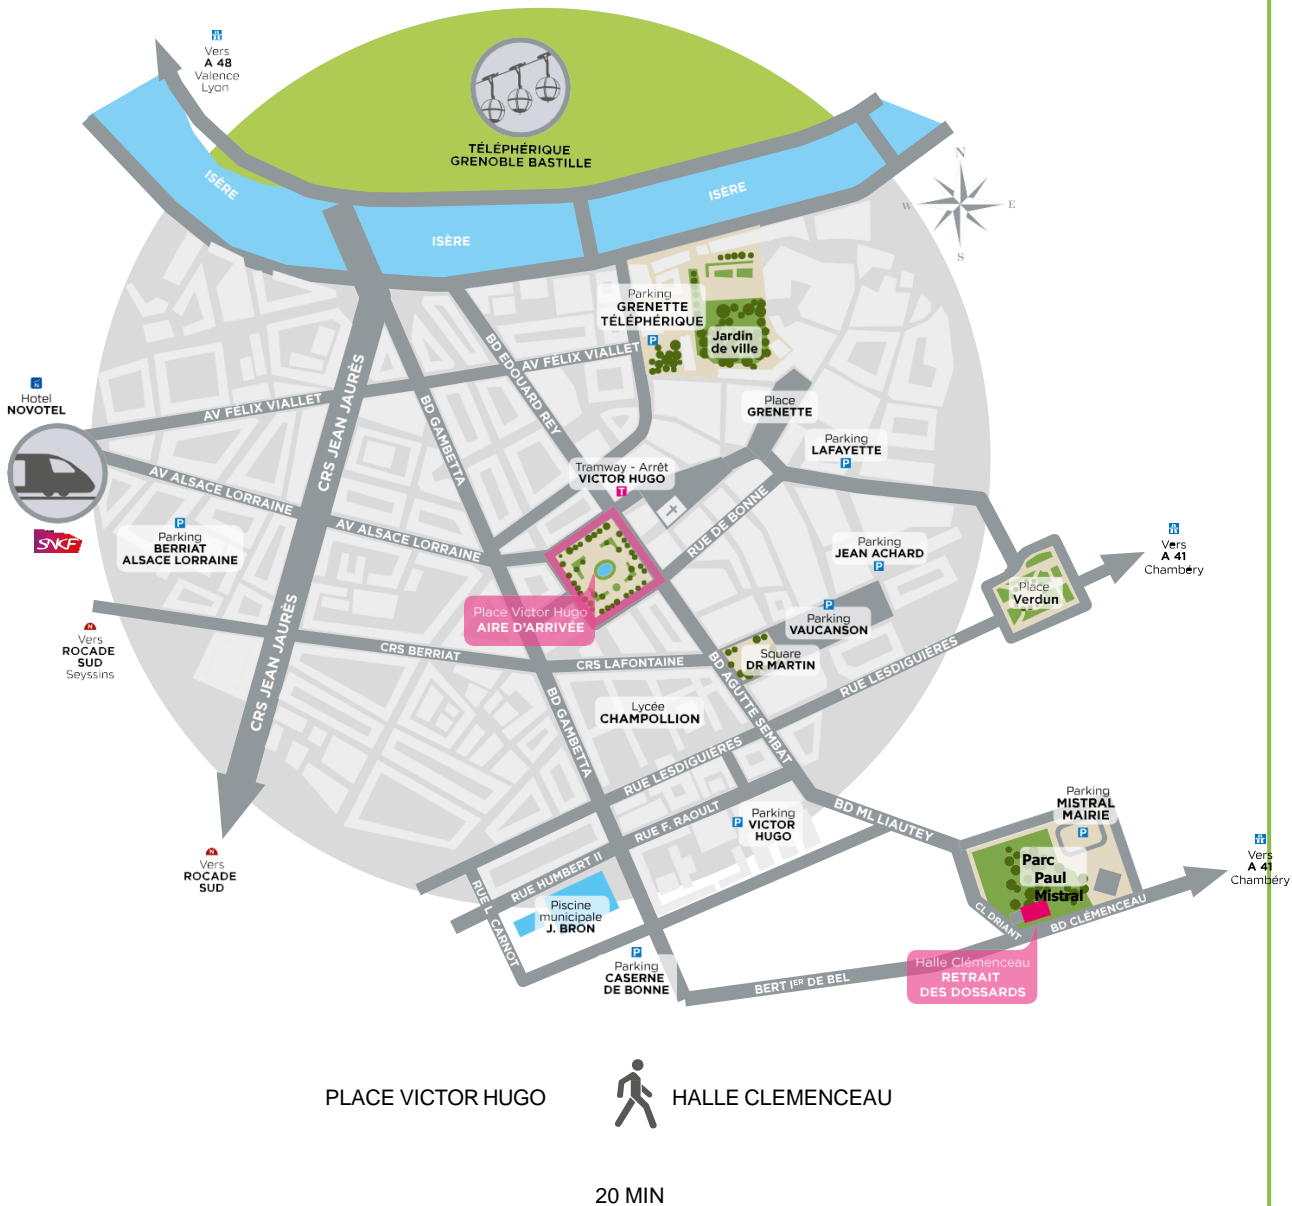 Vers
A 48
Valence
Lyon
TÉLÉPHÉRIQUE
GRENOBLE BASTILLE
ISÈRE
ISÈRE
ISÈRE
N
W
E
S
Parking
GRENETTE
TÉLÉPHÉRIQUE
P
Jardin
de ville
BD EDOUARD REY
AV FÉLIX VIALLET
N
Hotel
NOVOTEL
AV FÉLIX VIALLET
CRS JEAN JAURÈS
BD GAMBETTA
Place
GRENETTE
Parking
LAFAYETTE
P
Tramway - Arrêt
VICTOR HUGO
T
AV ALSACE LORRAINE
AV ALSACE LORRAINE
RUE DE BONNE
SNCF
P
Parking
BERRIAT
ALSACE LORRAINE
Parking
JEAN ACHARD
P
Vers
A 41
Chambéry
Place
Verdun
Place Victor Hugo
AIRE D'ARRIVÉE
P
Parking
VAUCANSON
N
Vers
ROCADE
SUD
Seyssins
CRS JEAN JAURÈS
CRS BERRIAT
CRS LAFONTAINE
Square
DR MARTIN
RUE LESDIGUIÈRES
BD AGUTTE SEMBAT
BD GAMBETTA
Lycée
CHAMPOLLION
RUE LESDIGUIÈRES
RUE F. RAOULT
P
Parking
VICTOR
HUGO
BD ML LIAUTEY
Parking
MISTRAL
MAIRIE
P
N
Vers
ROCADE
SUD
RUE HUMBERT II
RUE L. CARNOT
Piscine
municipale
J. BRON
Parc
Paul
Mistral
Vers
A 41
Chambéry
CL DRIANT
BD CLÉMENCEAU
P
Parking
CASERNE
DE BONNE
BERT IER DE BEL
Halle Clémenceau
RETRAIT
DES DOSSARDS
PLACE VICTOR HUGO
HALLE CLEMENCEAU
20 MIN